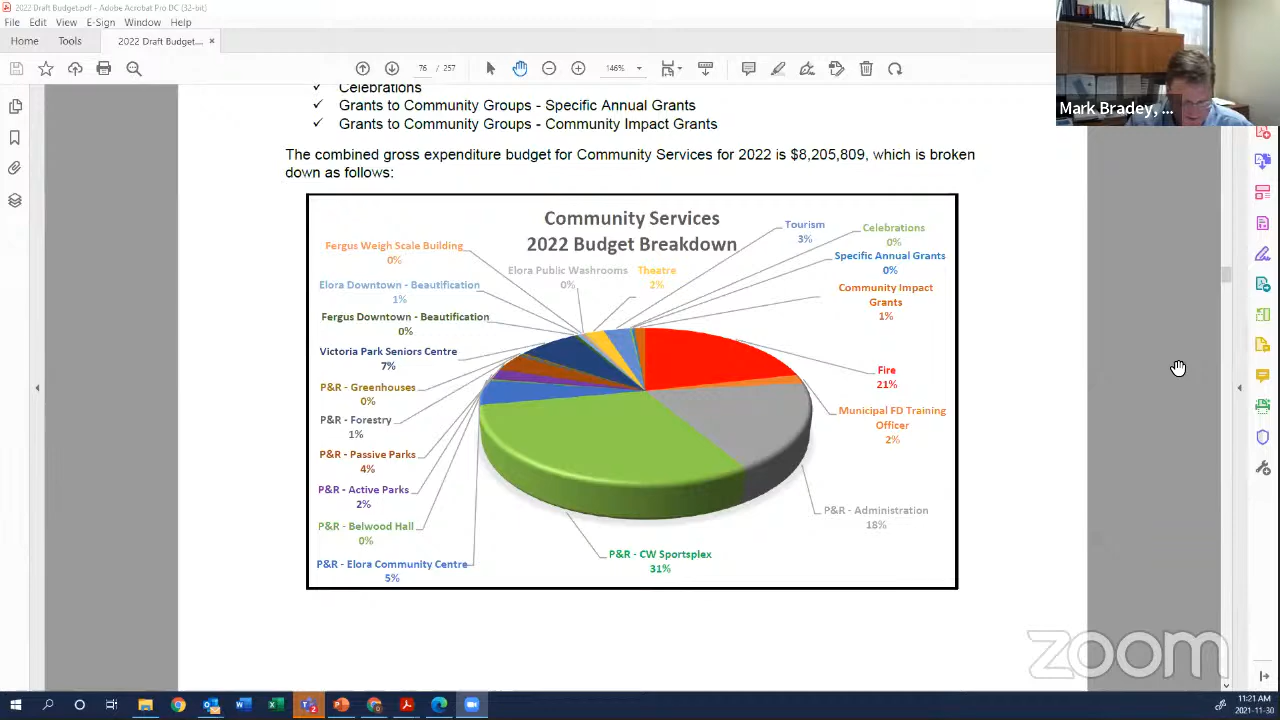 2022 Draft Budget.pdf - Adobe Acrobat Pro DC (32-bit)
File Edit View E-Sign Window Help
Home Tools 2022 Draft Budget... ×
76 / 257 146%
Mark Bradey, ...
✓ Celebrations
✓ Grants to Community Groups - Specific Annual Grants
✓ Grants to Community Groups - Community Impact Grants
The combined gross expenditure budget for Community Services for 2022 is $8,205,809, which is broken
down as follows:
Community Services
2022 Budget Breakdown
Tourism
3%
Celebrations
0%
Specific Annual Grants
0%
Community Impact
Grants
1%
Fire
21%
Municipal FD Training
Officer
2%
P&R - Administration
18%
P&R - CW Sportsplex
31%
P&R - Elora Community Centre
5%
P&R - Belwood Hall
0%
P&R - Active Parks
2%
P&R - Passive Parks
4%
P&R - Forestry
1%
P&R - Greenhouses
0%
Victoria Park Seniors Centre
7%
Fergus Downtown - Beautification
0%
Elora Downtown - Beautification
1%
Fergus Weigh Scale Building
0%
Elora Public Washrooms
0%
Theatre
2%
zoom
11:21 AM
2021-11-30